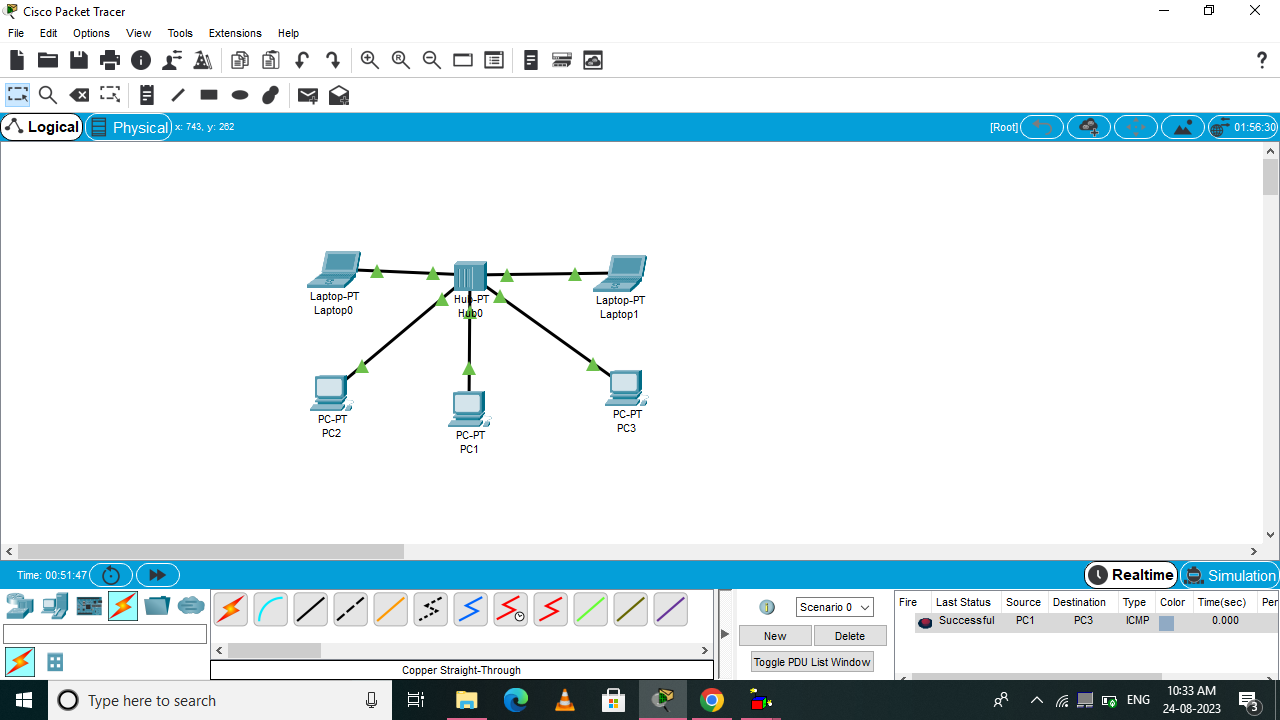 Cisco Packet Tracer
File Edit Options View Tools Extensions Help
Logical Physical x: 743, y: 262 [Root] 01:56:30
Laptop-PT
Laptop0
Hub-PT
Hub0
Laptop-PT
Laptop1
PC-PT
PC2
PC-PT
PC1
PC-PT
PC3
Time: 00:51:47 Realtime Simulation
Scenario 0
New Delete
Toggle PDU List Window
Fire Last Status Source Destination Type Color Time(sec) Per
Successful PC1 PC3 ICMP 0.000
Copper Straight-Through
Type here to search
ENG
10:33 AM
24-08-2023
3